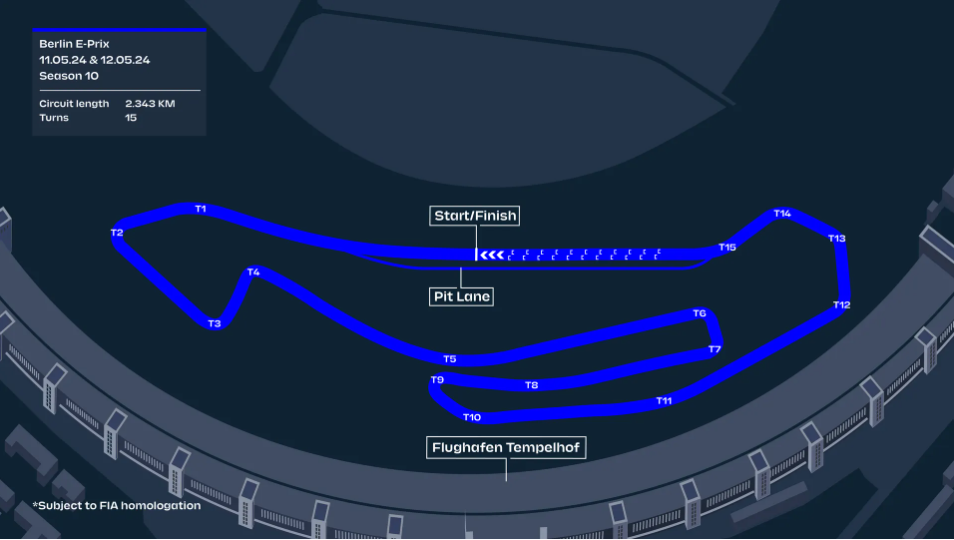 Berlin E-Prix
11.05.24 & 12.05.24
Season 10
Circuit length 2.343 KM
Turns 15
T1
Start/Finish
T14
T2
T13
T15
T4
Pit Lane
T12
T3
T6
T7
T5
T9
T8
T11
T10
Flughafen Tempelhof
*Subject to FIA homologation